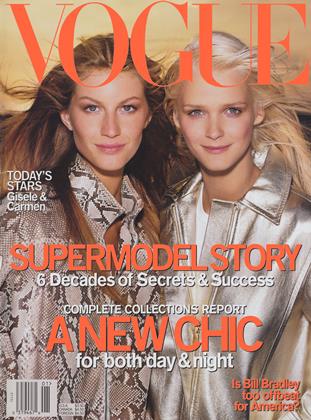 VOGUE
TODAY'S
STARS
Gisele &
Carmen
SUPERMODEL STORY
6 Decades of Secrets & Success
COMPLETE COLLECTIONS REPORT
A NEW CHIC
for both day & night
Is Bill Bradley
too offbeat
for America?